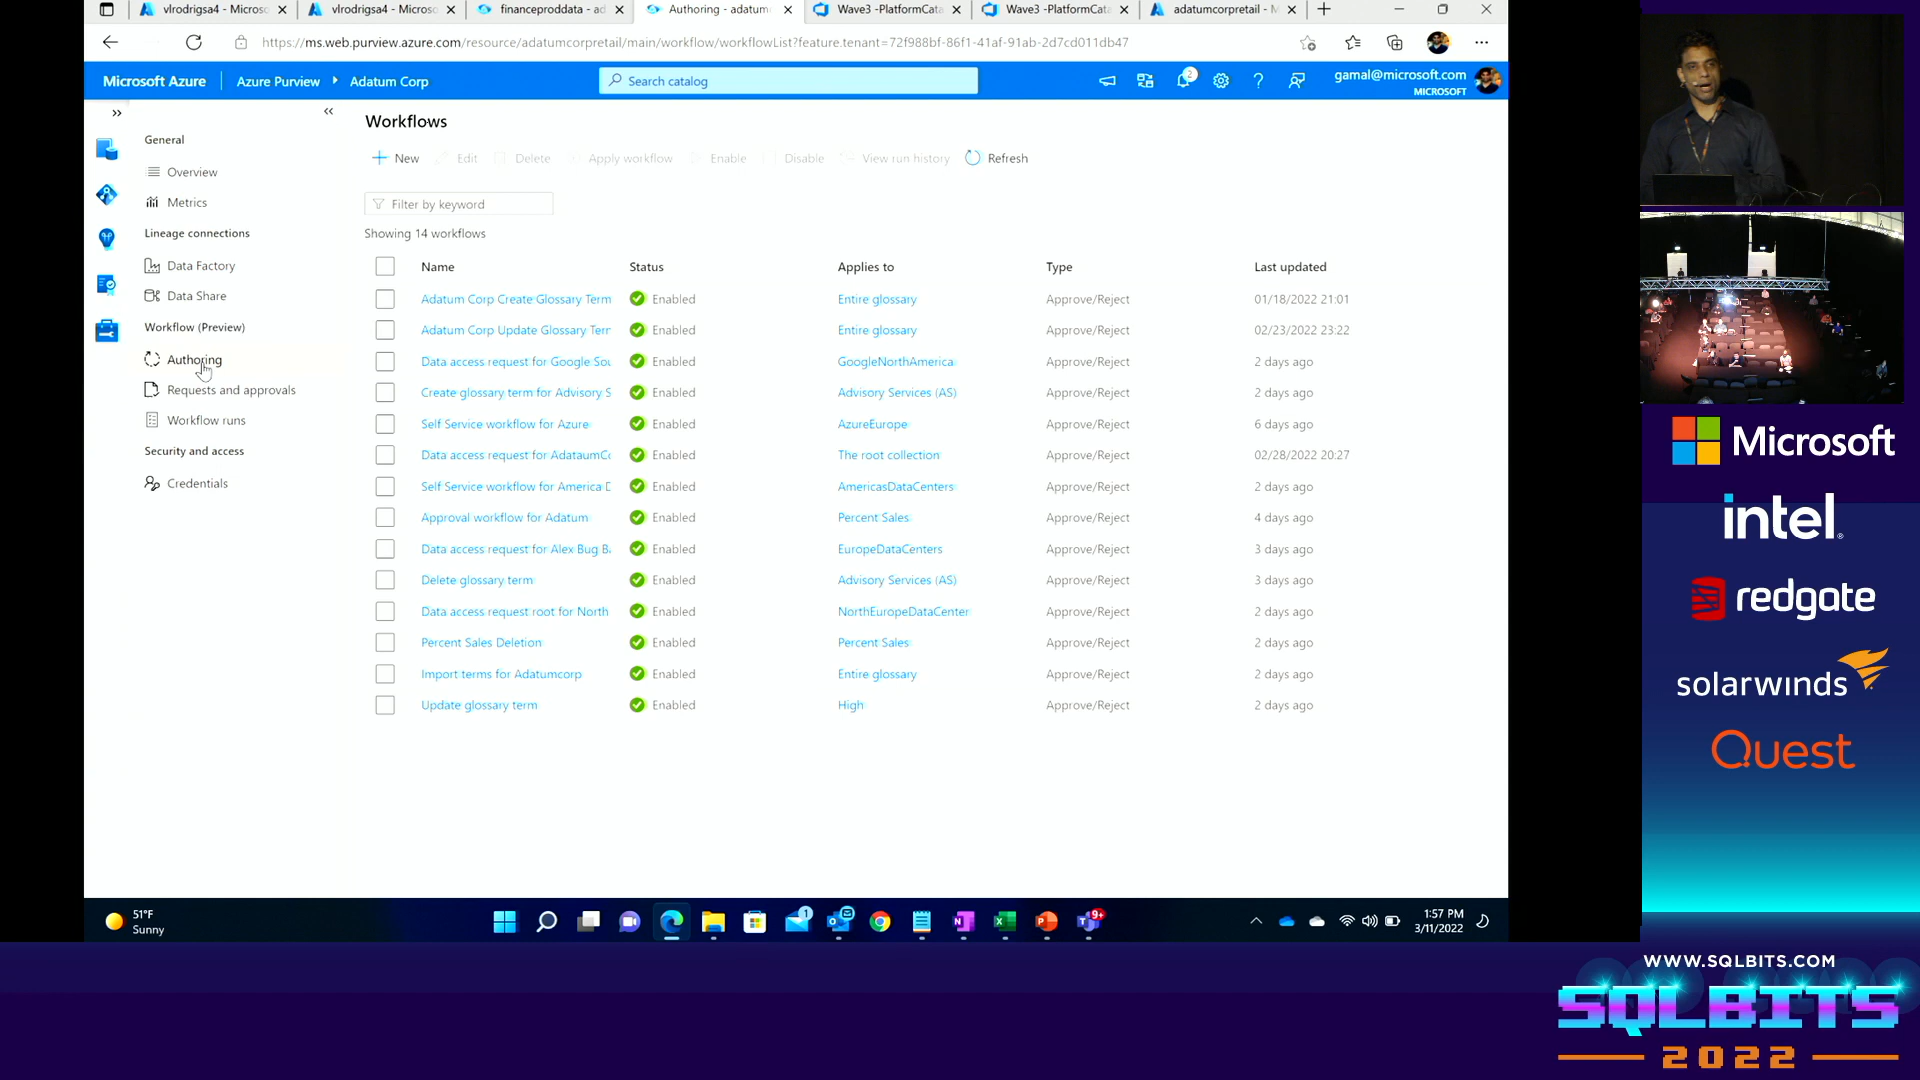 vlrodrigsa4 - Microso
vlrodrigsa4 - Microso
financeproddata - ad
Authoring - adatum
Wave3 -PlatformCata
Wave3 -PlatformCata
adatumcorpretail - M
https://ms.web.purview.azure.com/resource/adatumcorpretail/main/workflow/workflowList?feature.tenant=72f988bf-86f1-41af-91ab-2d7cd011db47
Microsoft Azure
Azure Purview
Adatum Corp
Search catalog
2
gamal@microsoft.com
MICROSOFT
General
Overview
Metrics
Lineage connections
Data Factory
Data Share
Workflow (Preview)
Authoring
Requests and approvals
Workflow runs
Security and access
Credentials
Workflows
New Edit Delete Apply workflow Enable Disable View run history Refresh
Filter by keyword
Showing 14 workflows
Name Status Applies to Type Last updated
Adatum Corp Create Glossary Term Enabled Entire glossary Approve/Reject 01/18/2022 21:01
Adatum Corp Update Glossary Terr Enabled Entire glossary Approve/Reject 02/23/2022 23:22
Data access request for Google Sou Enabled GoogleNorthAmerica Approve/Reject 2 days ago
Create glossary term for Advisory S Enabled Advisory Services (AS) Approve/Reject 2 days ago
Self Service workflow for Azure Enabled AzureEurope Approve/Reject 6 days ago
Data access request for AdataumCo Enabled The root collection Approve/Reject 02/28/2022 20:27
Self Service workflow for America D Enabled AmericasDataCenters Approve/Reject 2 days ago
Approval workflow for Adatum Enabled Percent Sales Approve/Reject 4 days ago
Data access request for Alex Bug Ba Enabled EuropeDataCenters Approve/Reject 3 days ago
Delete glossary term Enabled Advisory Services (AS) Approve/Reject 3 days ago
Data access request root for North Enabled NorthEuropeDataCenter Approve/Reject 2 days ago
Percent Sales Deletion Enabled Percent Sales Approve/Reject 2 days ago
Import terms for Adatumcorp Enabled Entire glossary Approve/Reject 2 days ago
Update glossary term Enabled High Approve/Reject 2 days ago
51°F
Sunny
1
9+
1:57 PM
3/11/2022
Microsoft
intel.
redgate
solarwinds
Quest
WWW.SQLBITS.COM
SQLBITS
2022